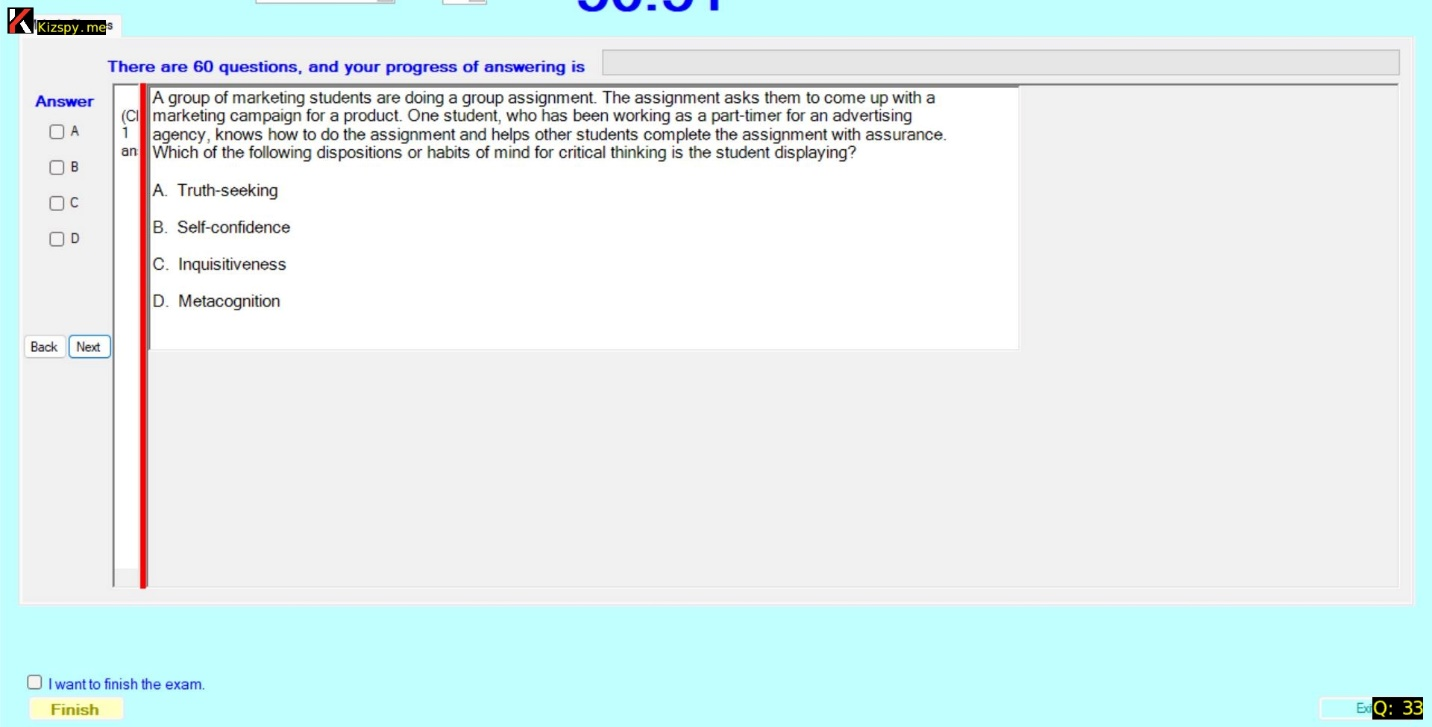 Kizspy.me
There are 60 questions, and your progress of answering is
Answer
A
B
C
D
Back Next
(Cl
1
an
A group of marketing students are doing a group assignment. The assignment asks them to come up with a
marketing campaign for a product. One student, who has been working as a part-timer for an advertising
agency, knows how to do the assignment and helps other students complete the assignment with assurance.
Which of the following dispositions or habits of mind for critical thinking is the student displaying?
A. Truth-seeking
B. Self-confidence
C. Inquisitiveness
D. Metacognition
I want to finish the exam.
Finish
Q: 33